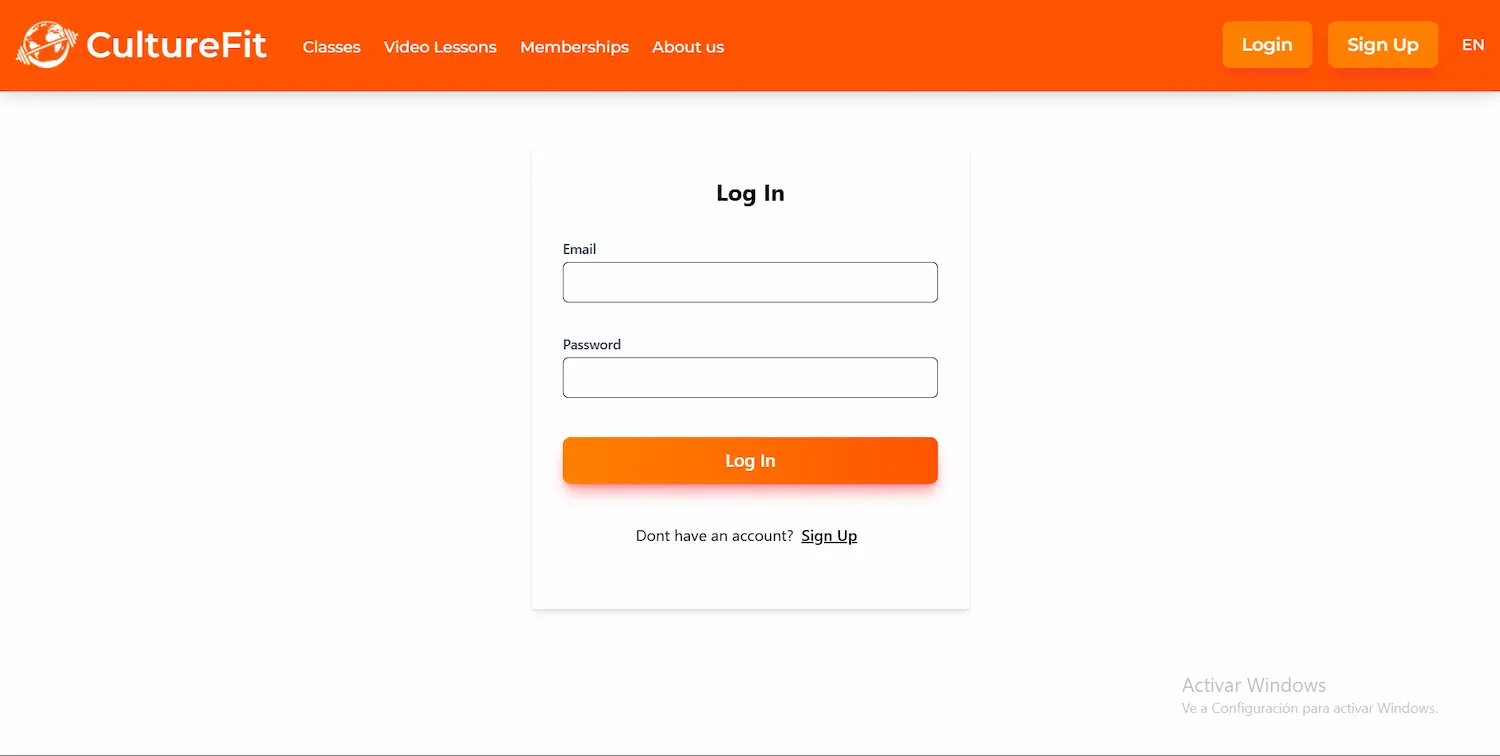 CultureFit Classes Video Lessons Memberships About us Login Sign Up EN
Log In
Email
Password
Log In
Dont have an account? Sign Up
Activar Windows
Ve a Configuración para activar Windows.